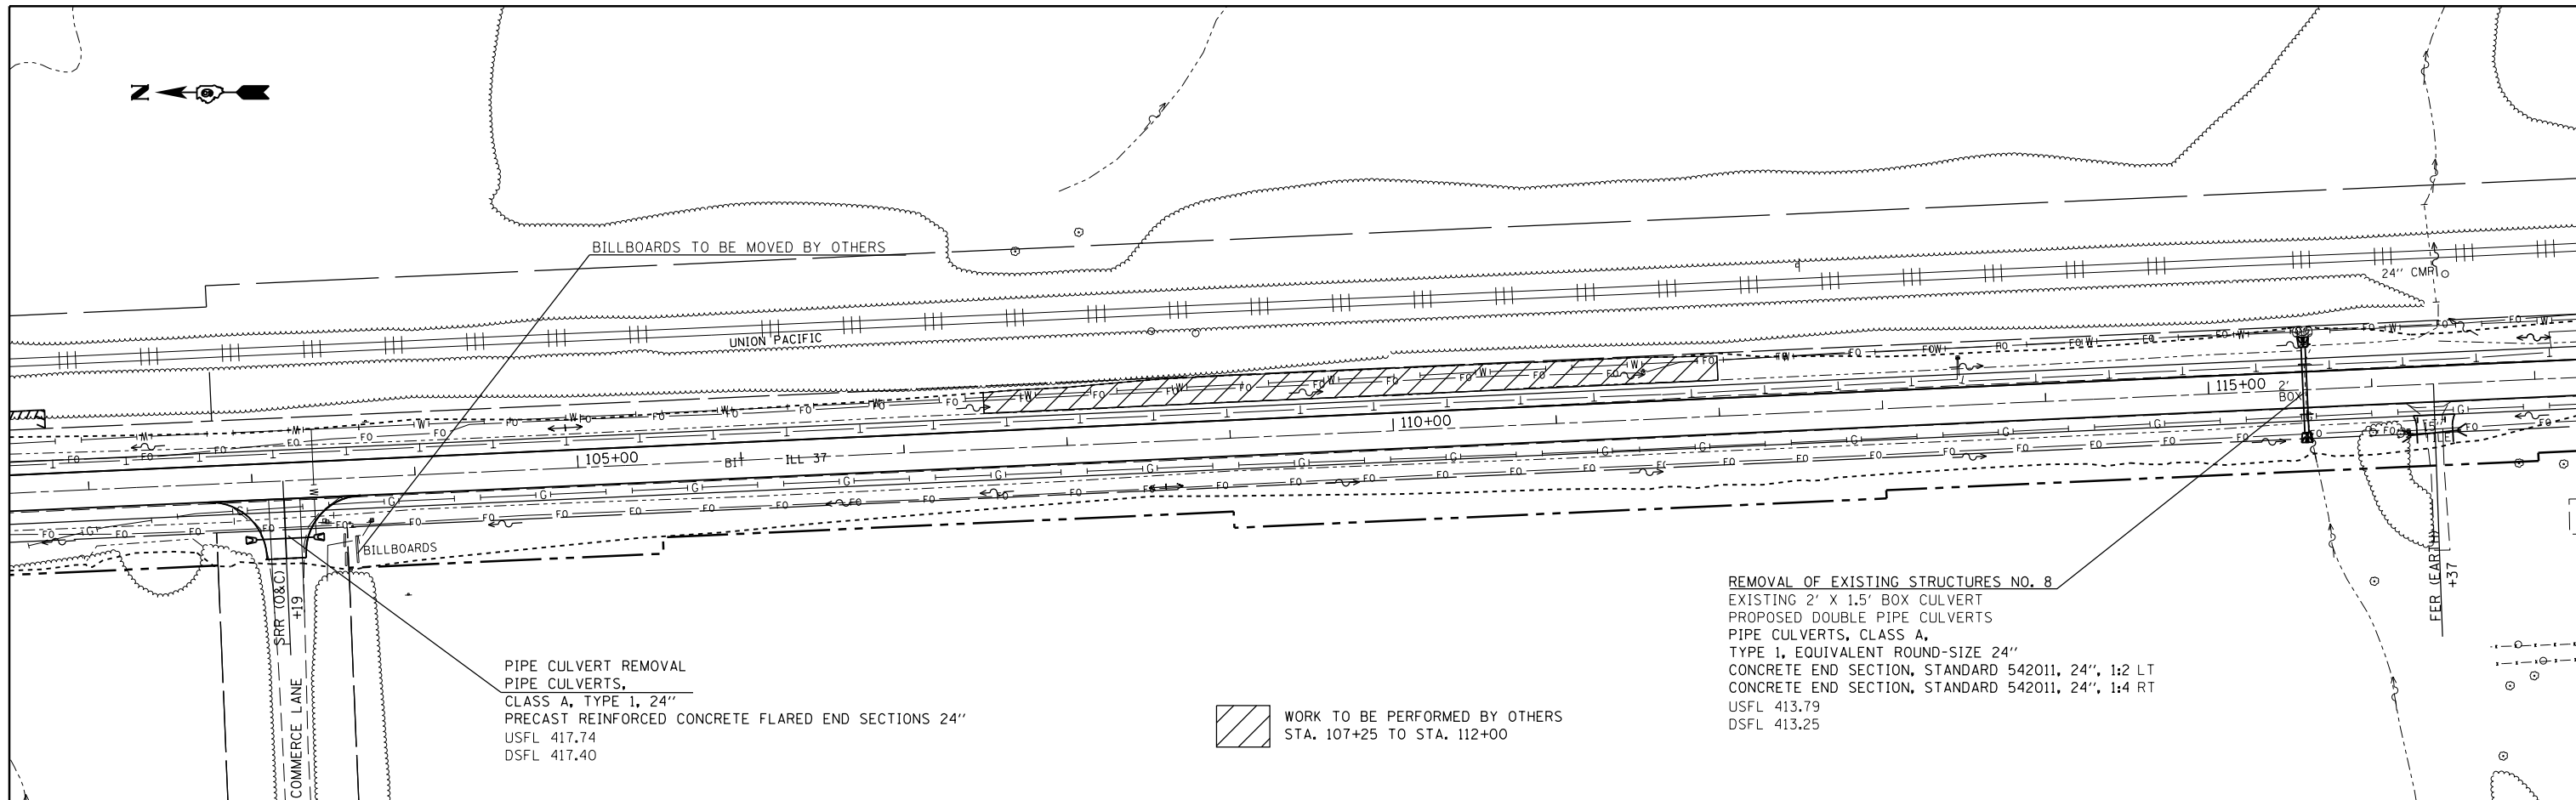 N
BILLBOARDS TO BE MOVED BY OTHERS
24" CMP
UNION PACIFIC
115+00
2'
BOX
110+00
105+00
BIT
ILL 37
15"
TILE
BILLBOARDS
SRR (O&C)
+19
COMMERCE LANE
FER (EARTH)
+37
PIPE CULVERT REMOVAL
PIPE CULVERTS,
CLASS A, TYPE 1, 24"
PRECAST REINFORCED CONCRETE FLARED END SECTIONS 24"
USFL 417.74
DSFL 417.40
WORK TO BE PERFORMED BY OTHERS
STA. 107+25 TO STA. 112+00
REMOVAL OF EXISTING STRUCTURES NO. 8
EXISTING 2' X 1.5' BOX CULVERT
PROPOSED DOUBLE PIPE CULVERTS
PIPE CULVERTS, CLASS A,
TYPE 1, EQUIVALENT ROUND-SIZE 24"
CONCRETE END SECTION, STANDARD 542011, 24", 1:2 LT
CONCRETE END SECTION, STANDARD 542011, 24", 1:4 RT
USFL 413.79
DSFL 413.25